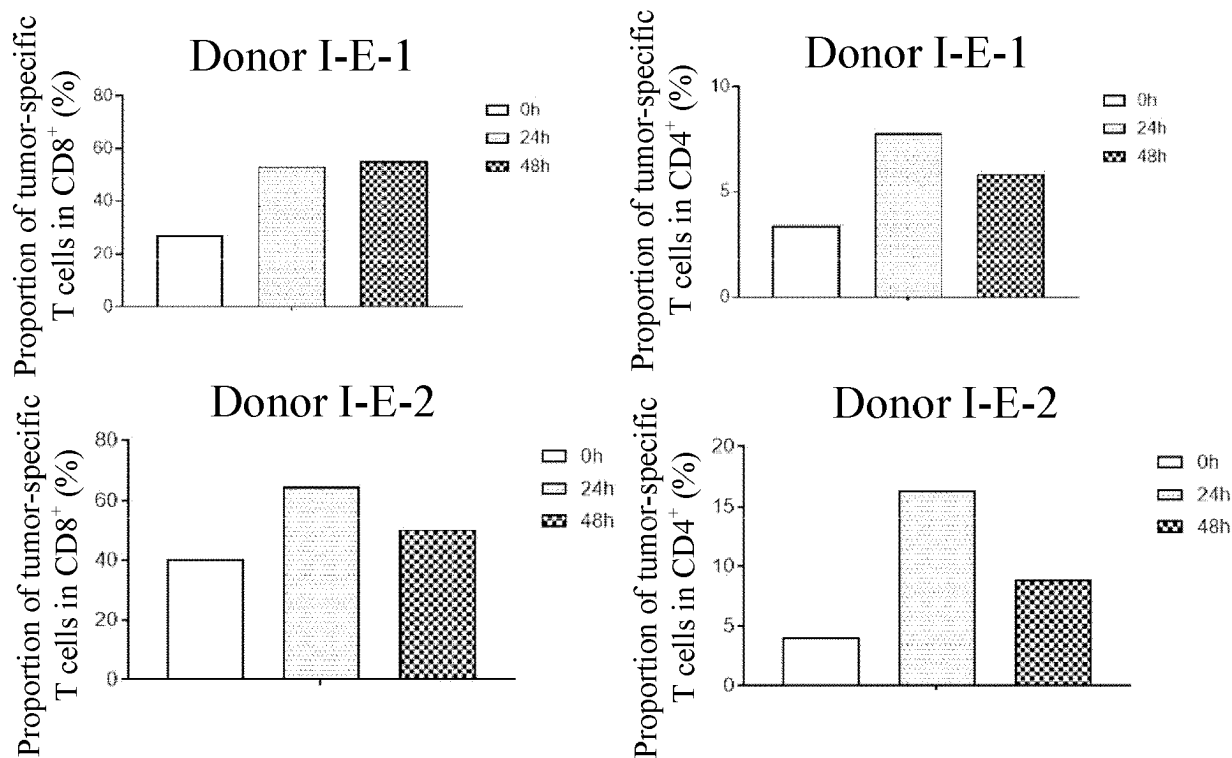 Donor I-E-1
Proportion of tumor-specific
T cells in CD8⁺ (%)
80
60
40
20
0
0h
24h
48h
Donor I-E-1
Proportion of tumor-specific
T cells in CD4⁺ (%)
10
5
0
0h
24h
48h
Donor I-E-2
Proportion of tumor-specific
T cells in CD8⁺ (%)
80
60
40
20
0
0h
24h
48h
Donor I-E-2
Proportion of tumor-specific
T cells in CD4⁺ (%)
20
15
10
5
0
0h
24h
48h